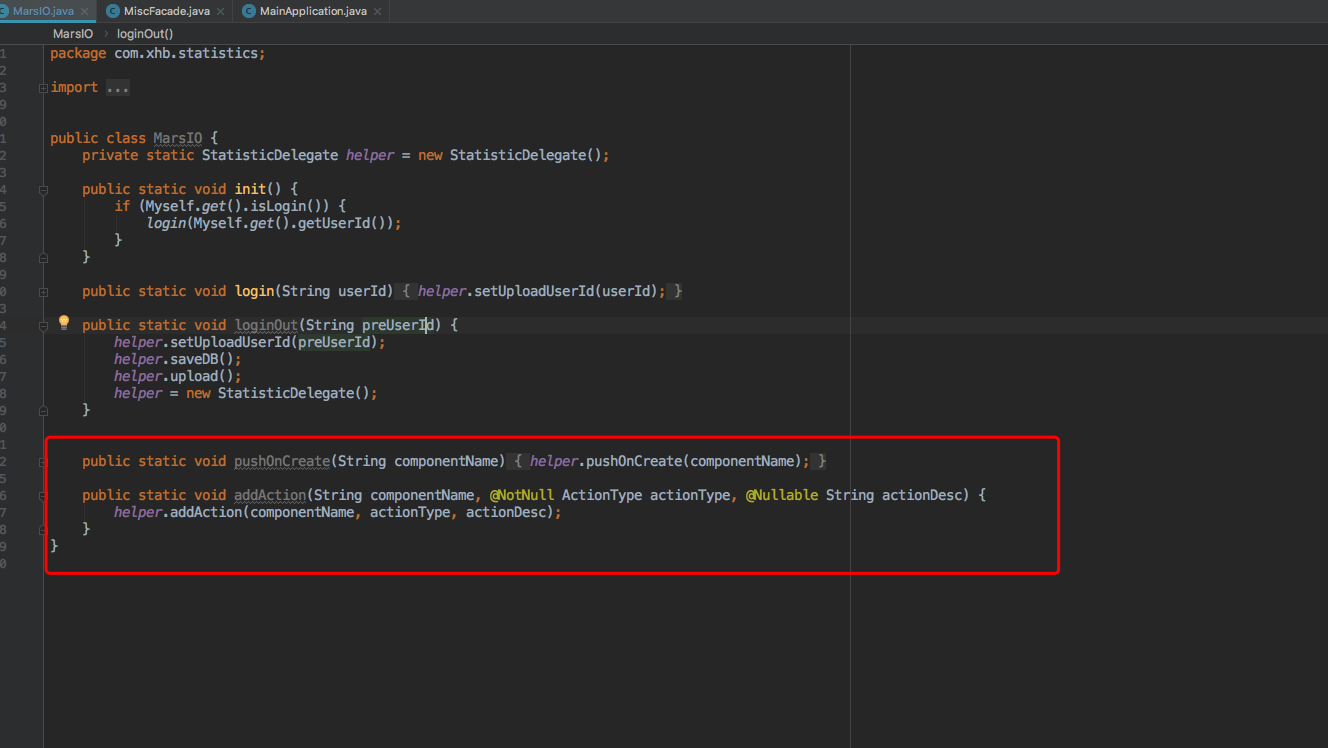 MarsIO.java MiscFacade.java MainApplication.java
MarsIO loginOut()
1 package com.xhb.statistics;
2
3 import ...
9
0
1 public class MarsIO {
2 private static StatisticDelegate helper = new StatisticDelegate();
3
4 public static void init() {
5 if (Myself.get().isLogin()) {
6 login(Myself.get().getUserId());
7 }
8 }
9
0 public static void login(String userId) { helper.setUploadUserId(userId); }
3
4 public static void loginOut(String preUserId) {
5 helper.setUploadUserId(preUserId);
6 helper.saveDB();
7 helper.upload();
8 helper = new StatisticDelegate();
9 }
0
1
2 public static void pushOnCreate(String componentName) { helper.pushOnCreate(componentName); }
5
6 public static void addAction(String componentName, @NotNull ActionType actionType, @Nullable String actionDesc) {
7 helper.addAction(componentName, actionType, actionDesc);
8 }
9 }
0